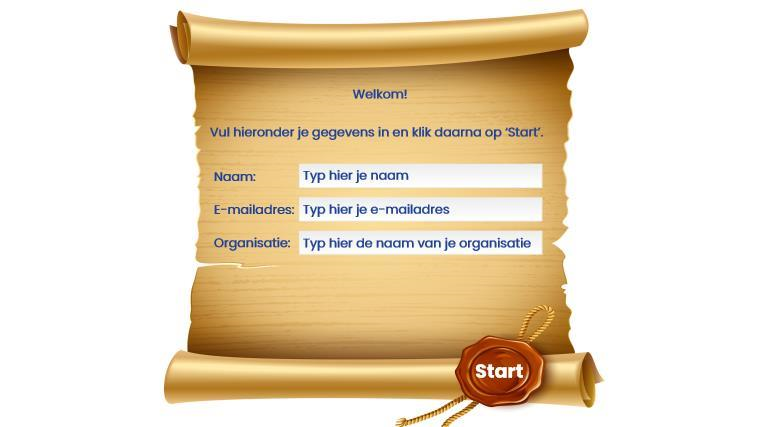 Welkom!
Vul hieronder je gegevens in en klik daarna op ‘Start’.
Naam: Typ hier je naam
E-mailadres: Typ hier je e-mailadres
Organisatie: Typ hier de naam van je organisatie
Start